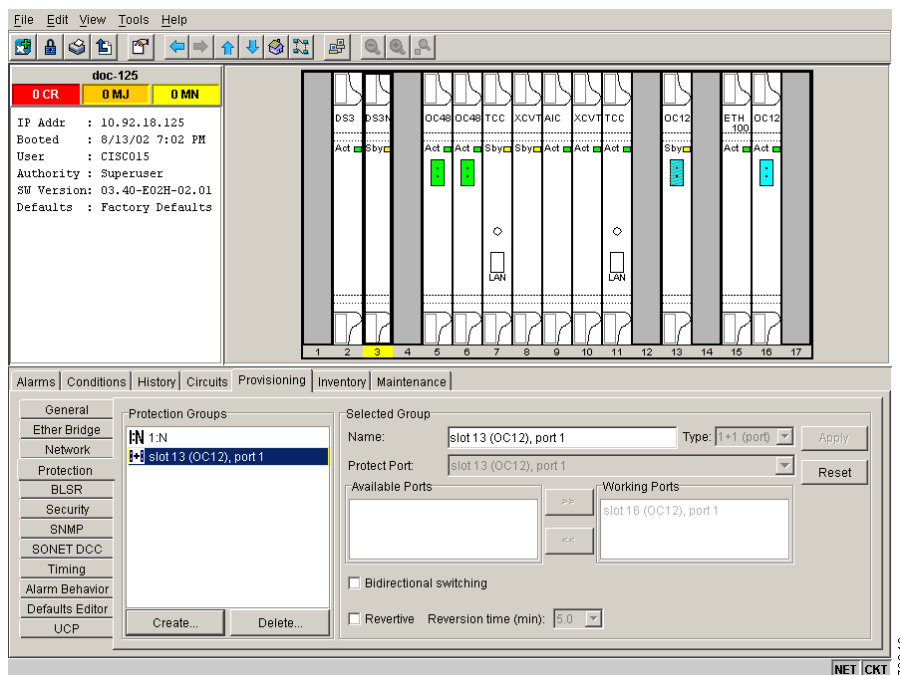 File Edit View Tools Help
doc-125
0 CR 0 MJ 0 MN
IP Addr : 10.92.18.125
Booted : 8/13/02 7:02 PM
User : CISCO15
Authority : Superuser
SW Version: 03.40-E02H-02.01
Defaults : Factory Defaults
DS3 DS3N OC48 OC48 TCC XCVT AIC XCVT TCC OC12 ETH 100 OC12
Act Sby Act Act Sby Sby Act Act Act Sby Act Act
LAN LAN
1 2 3 4 5 6 7 8 9 10 11 12 13 14 15 16 17
Alarms Conditions History Circuits Provisioning Inventory Maintenance
General
Ether Bridge
Network
Protection
BLSR
Security
SNMP
SONET DCC
Timing
Alarm Behavior
Defaults Editor
UCP
Protection Groups
1:N 1:N
1+1 slot 13 (OC12), port 1
Create... Delete...
Selected Group
Name: slot 13 (OC12), port 1 Type: 1+1 (port) Apply
Protect Port: slot 13 (OC12), port 1 Reset
Available Ports >> Working Ports
slot 16 (OC12), port 1
<<
Bidirectional switching
Revertive Reversion time (min): 5.0
NET CKT